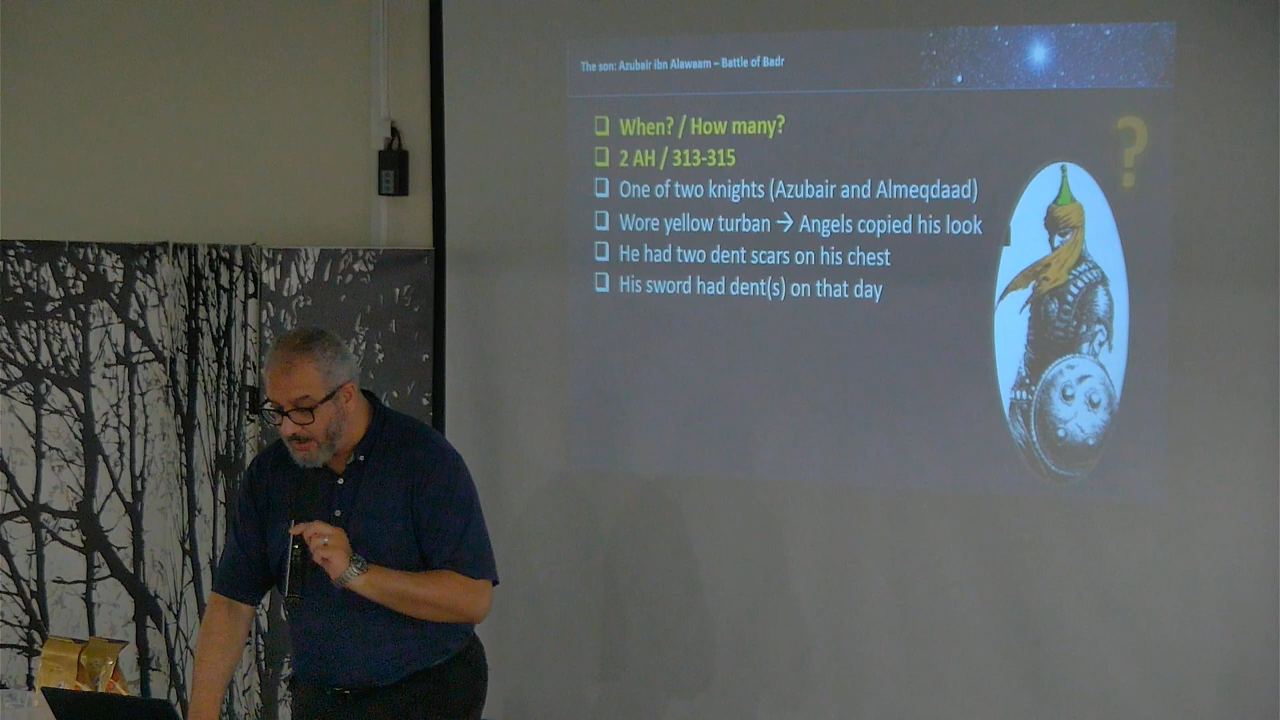 The son: Azubair ibn Alawaam – Battle of Badr
When? / How many?
2 AH / 313-315
One of two knights (Azubair and Almeqdaad)
Wore yellow turban → Angels copied his look
He had two dent scars on his chest
His sword had dent(s) on that day
?